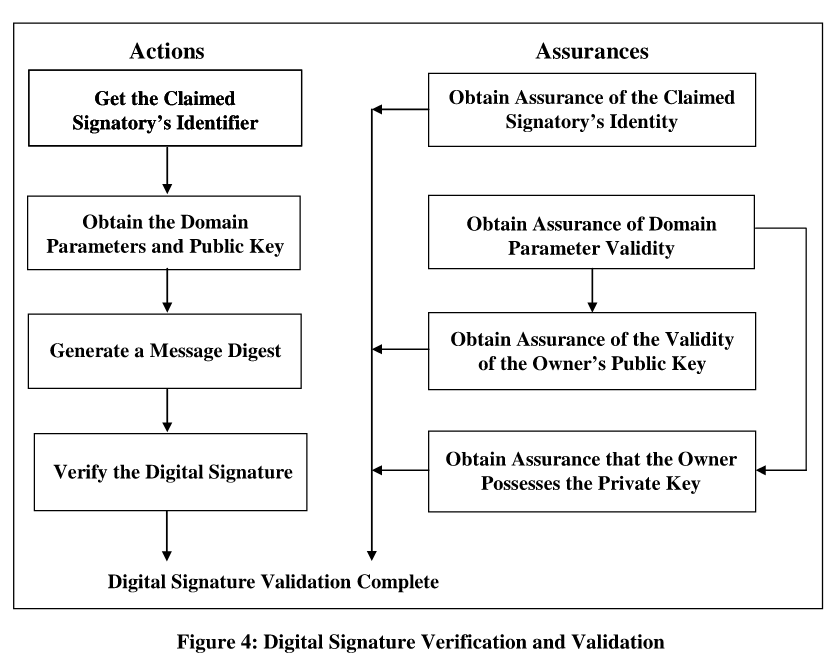 Actions
Get the Claimed
Signatory's Identifier
Obtain the Domain
Parameters and Public Key
Generate a Message Digest
Verify the Digital Signature
Assurances
Obtain Assurance of the Claimed
Signatory's Identity
Obtain Assurance of Domain
Parameter Validity
Obtain Assurance of the Validity
of the Owner's Public Key
Obtain Assurance that the Owner
Possesses the Private Key
Digital Signature Validation Complete
Figure 4: Digital Signature Verification and Validation